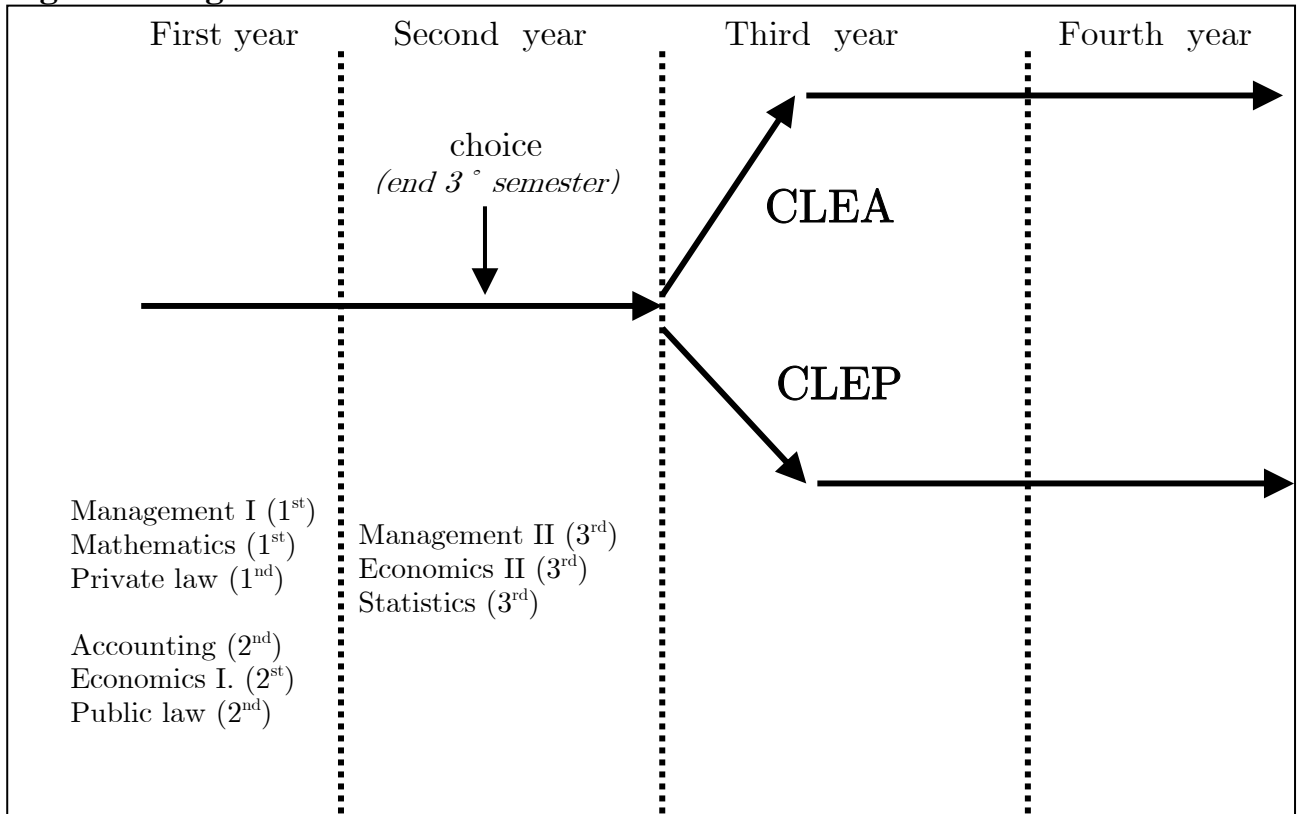 First year
Second year
Third year
Fourth year
choice
(end 3° semester)
CLEA
CLEP
Management I (1st)
Mathematics (1st)
Private law (1nd)
Accounting (2nd)
Economics I. (2st)
Public law (2nd)
Management II (3rd)
Economics II (3rd)
Statistics (3rd)